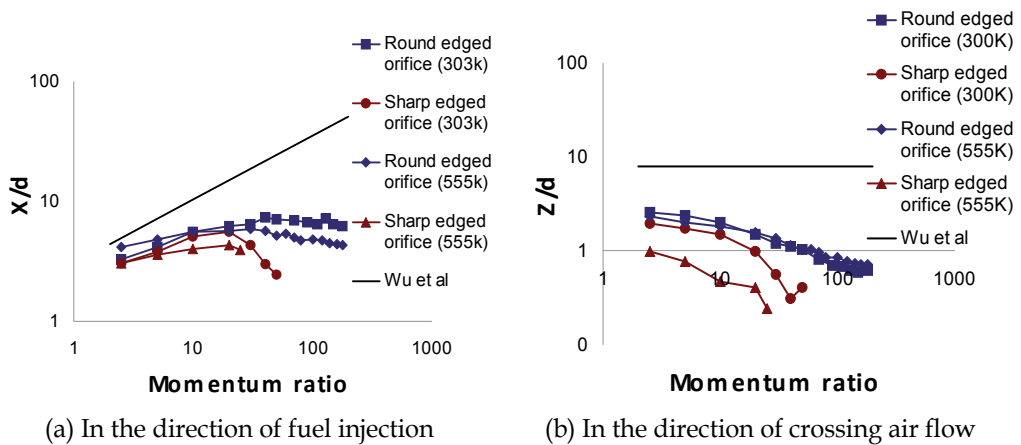 Round edged
orifice (303k)
Sharp edged
orifice (303k)
Round edged
orifice (555k)
Sharp edged
orifice (555k)
Wu et al
100
10
1
X/d
1
10
100
1000
Momentum ratio
(a) In the direction of fuel injection
Round edged
orifice (300K)
Sharp edged
orifice (300K)
Round edged
orifice (555K)
Sharp edged
orifice (555K)
Wu et al
100
10
1
0
Z/d
1
10
100
1000
Momentum ratio
(b) In the direction of crossing air flow